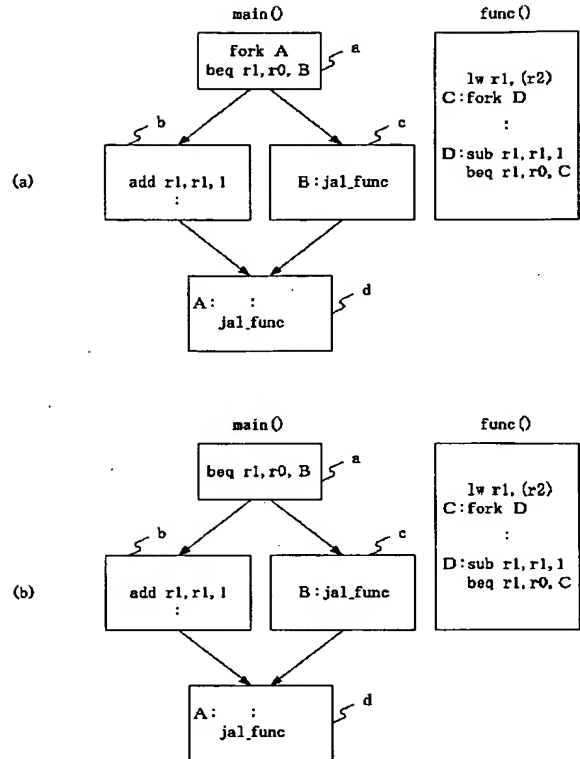 main()
func()
fork A
beq r1, r0, B
a
lw r1, (r2)
C:fork D
:
D:sub r1, r1, 1
beq r1, r0, C
b
c
(a)
add r1, r1, 1
:
B:jal_func
d
A: :
jal_func
main()
func()
beq r1, r0, B
a
lw r1, (r2)
C:fork D
:
D:sub r1, r1, 1
beq r1, r0, C
b
c
(b)
add r1, r1, 1
:
B:jal_func
d
A: :
jal_func